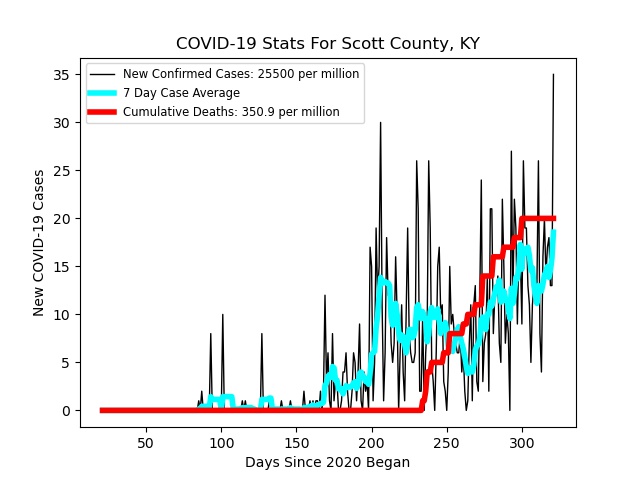 COVID-19 Stats For Scott County, KY
New Confirmed Cases: 25500 per million
7 Day Case Average
Cumulative Deaths: 350.9 per million
New COVID-19 Cases
35
30
25
20
15
10
5
0
50 100 150 200 250 300
Days Since 2020 Began